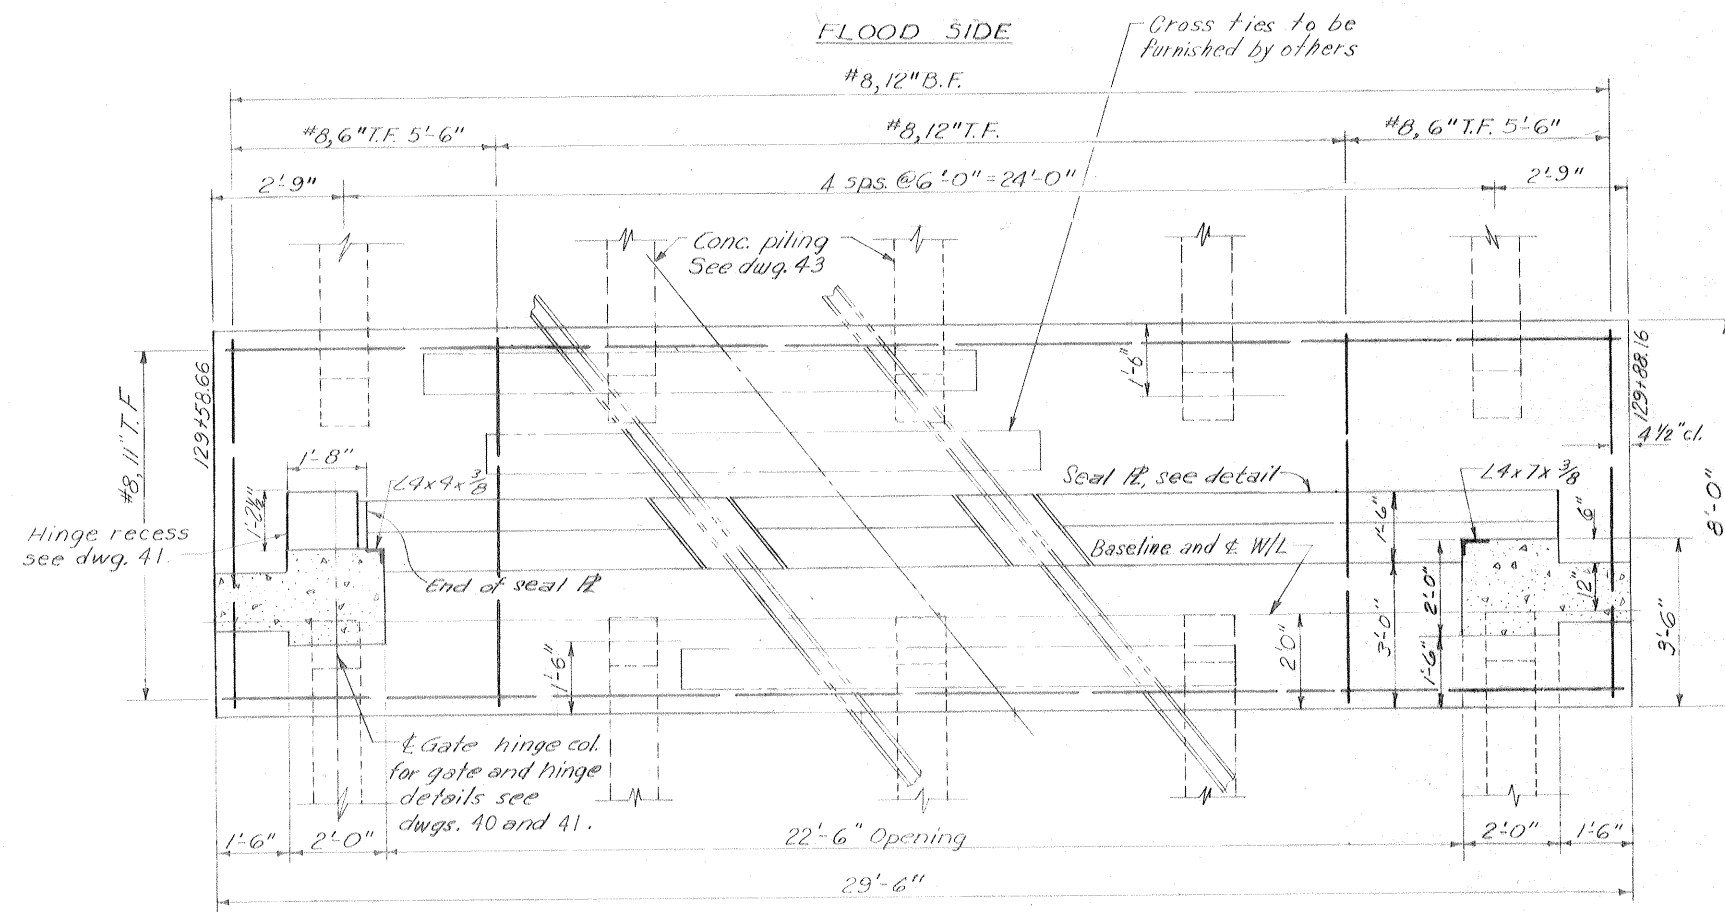 FLOOD SIDE
Cross ties to be
furnished by others
#8, 12" B.F.
#8, 6" T.F. 5'-6"
#8, 12" T.F.
#8, 6" T.F. 5'-6"
2'-9"
4 sps. @ 6'-0" = 24'-0"
2'-9"
Conc. piling
See dwg. 43
129+58.66
1'-6"
129+88.16
#8, 11" T.F
4 1/2" cl.
1'-8"
∠4x4x3/8
Seal ℙL, see detail
∠4x7x3/8
1'-2½"
1'-6"
6"
8'-0"
Hinge recess
see dwg. 41.
Baseline and ℄ W/L
End of seal ℙL
2'-0"
12"
1'-6"
2'0"
3'-0"
1'-6"
3'-6"
℄ Gate hinge col.
for gate and hinge
details see
dwgs. 40 and 41.
1'-6"
2'-0"
22'-6" Opening
2'-0"
1'-6"
29'-6"